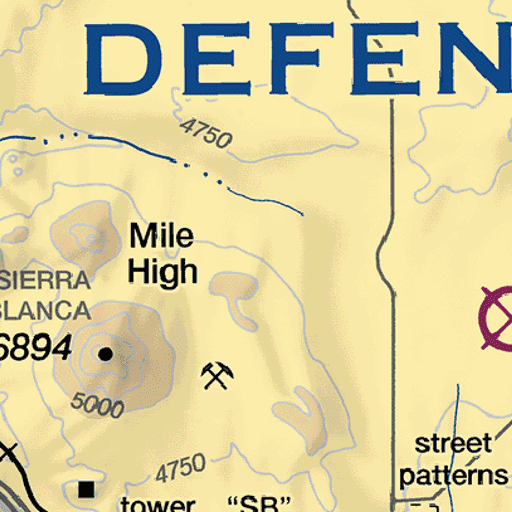 DEFEN
4750
Mile
High
SIERRA
BLANCA
6894
5000
street
patterns
4750
tower "SB"